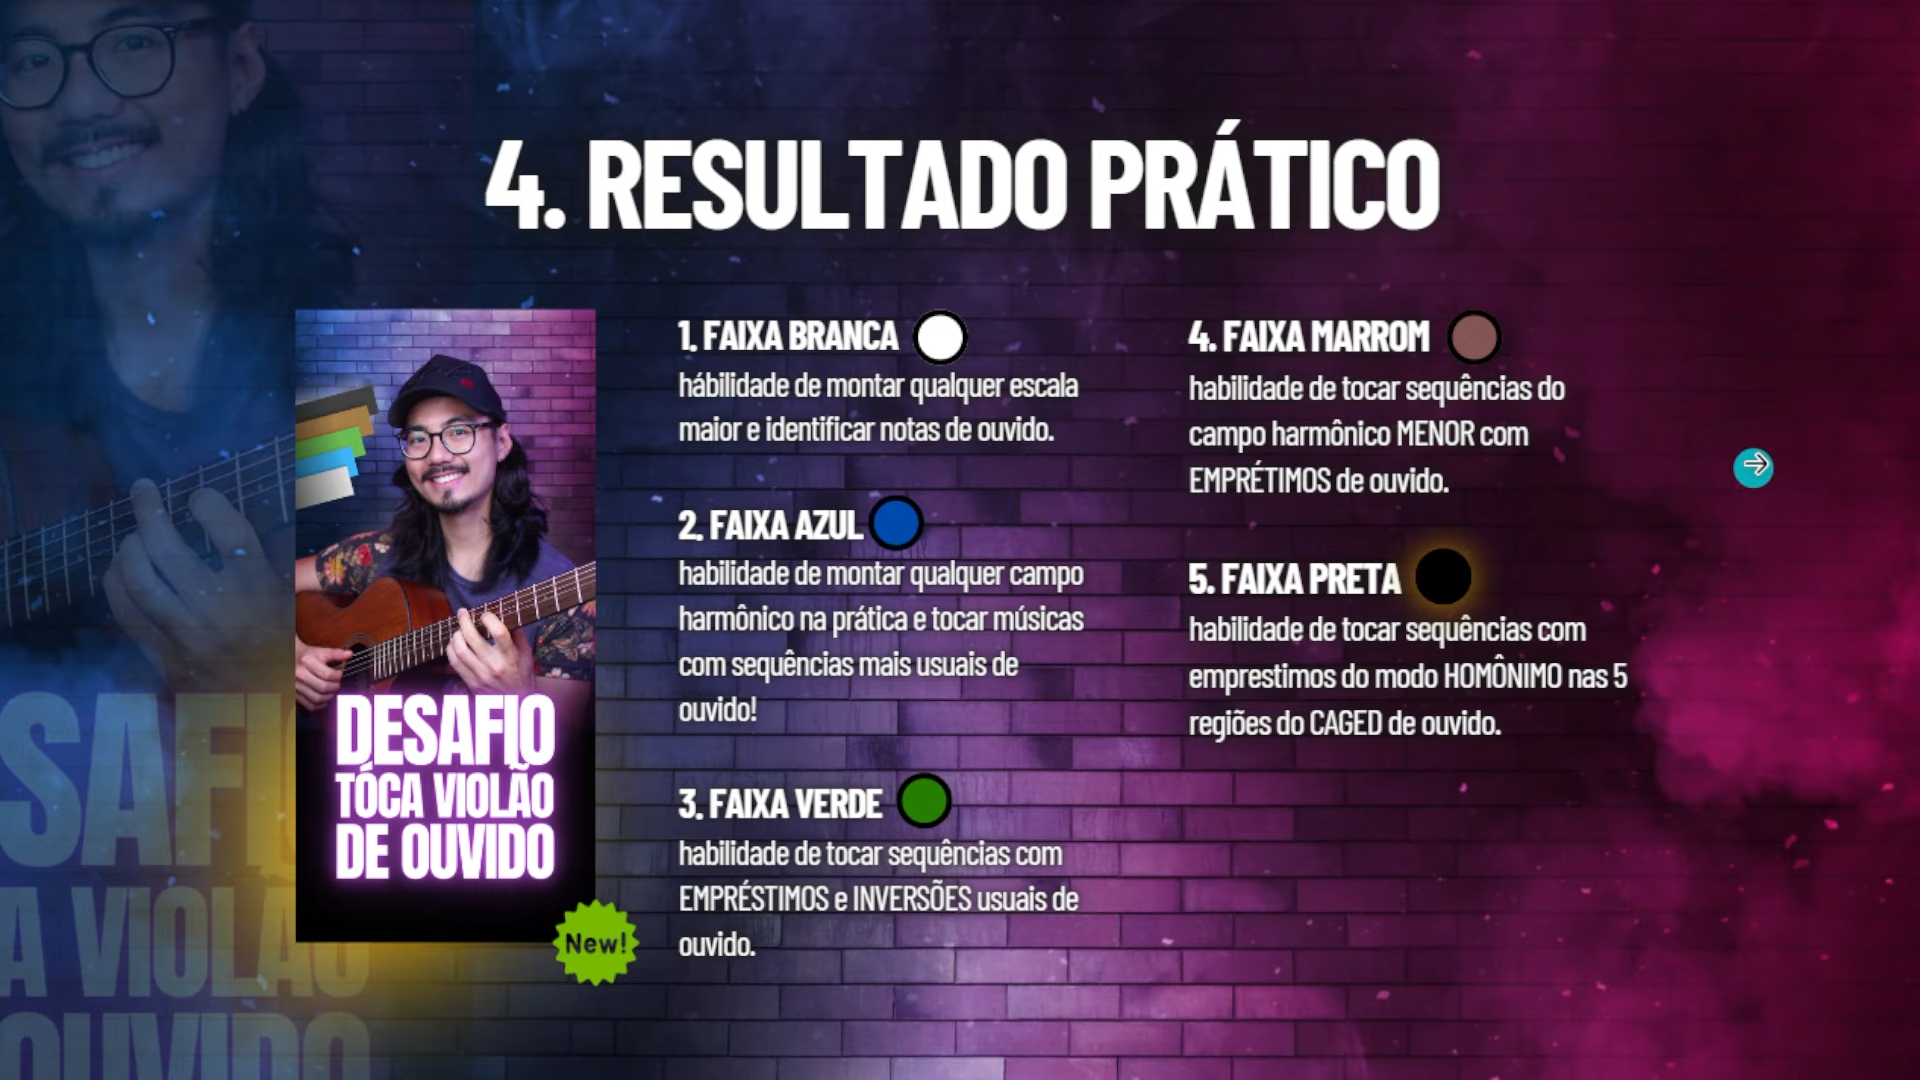 4. RESULTADO PRÁTICO
DESAFIO
TÓCA VIOLÃO
DE OUVIDO
New!
1. FAIXA BRANCA
hábilidade de montar qualquer escala
maior e identificar notas de ouvido.
2. FAIXA AZUL
habilidade de montar qualquer campo
harmônico na prática e tocar músicas
com sequências mais usuais de
ouvido!
3. FAIXA VERDE
habilidade de tocar sequências com
EMPRÉSTIMOS e INVERSÕES usuais de
ouvido.
4. FAIXA MARROM
habilidade de tocar sequências do
campo harmônico MENOR com
EMPRÉTIMOS de ouvido.
5. FAIXA PRETA
habilidade de tocar sequências com
emprestimos do modo HOMÔNIMO nas 5
regiões do CAGED de ouvido.
SAFI
A VIOLÃO
OUVIDO